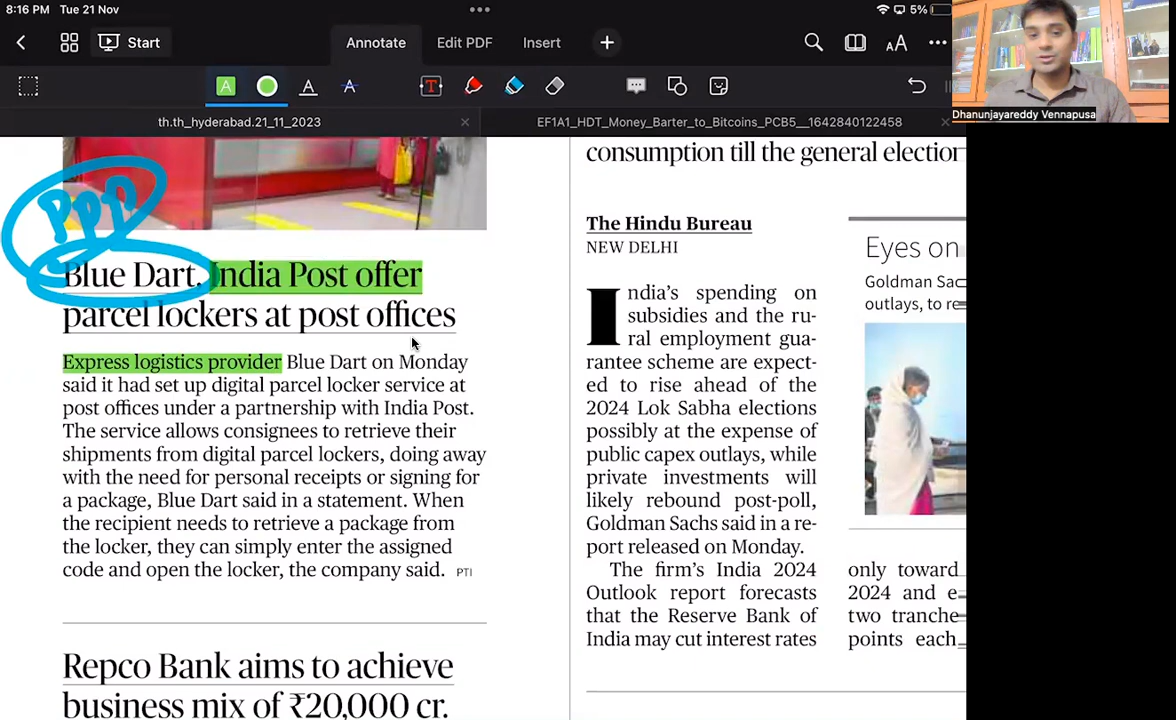 8:16 PM Tue 21 Nov
5%
Start
Annotate
Edit PDF
Insert
Dhanunjayareddy Vennapusa
th.th_hyderabad.21_11_2023
EF1A1_HDT_Money_Barter_to_Bitcoins_PCB5__1642840122458
PPP
Blue Dart, India Post offer
parcel lockers at post offices
Express logistics provider Blue Dart on Monday
said it had set up digital parcel locker service at
post offices under a partnership with India Post.
The service allows consignees to retrieve their
shipments from digital parcel lockers, doing away
with the need for personal receipts or signing for
a package, Blue Dart said in a statement. When
the recipient needs to retrieve a package from
the locker, they can simply enter the assigned
code and open the locker, the company said. PTI
Repco Bank aims to achieve
business mix of ₹20,000 cr.
consumption till the general election
The Hindu Bureau
NEW DELHI
India's spending on
subsidies and the ru-
ral employment gua-
rantee scheme are expect-
ed to rise ahead of the
2024 Lok Sabha elections
possibly at the expense of
public capex outlays, while
private investments will
likely rebound post-poll,
Goldman Sachs said in a re-
port released on Monday.
The firm's India 2024
Outlook report forecasts
that the Reserve Bank of
India may cut interest rates
Eyes on
Goldman Sac
outlays, to re
only toward
2024 and e
two tranche
points each